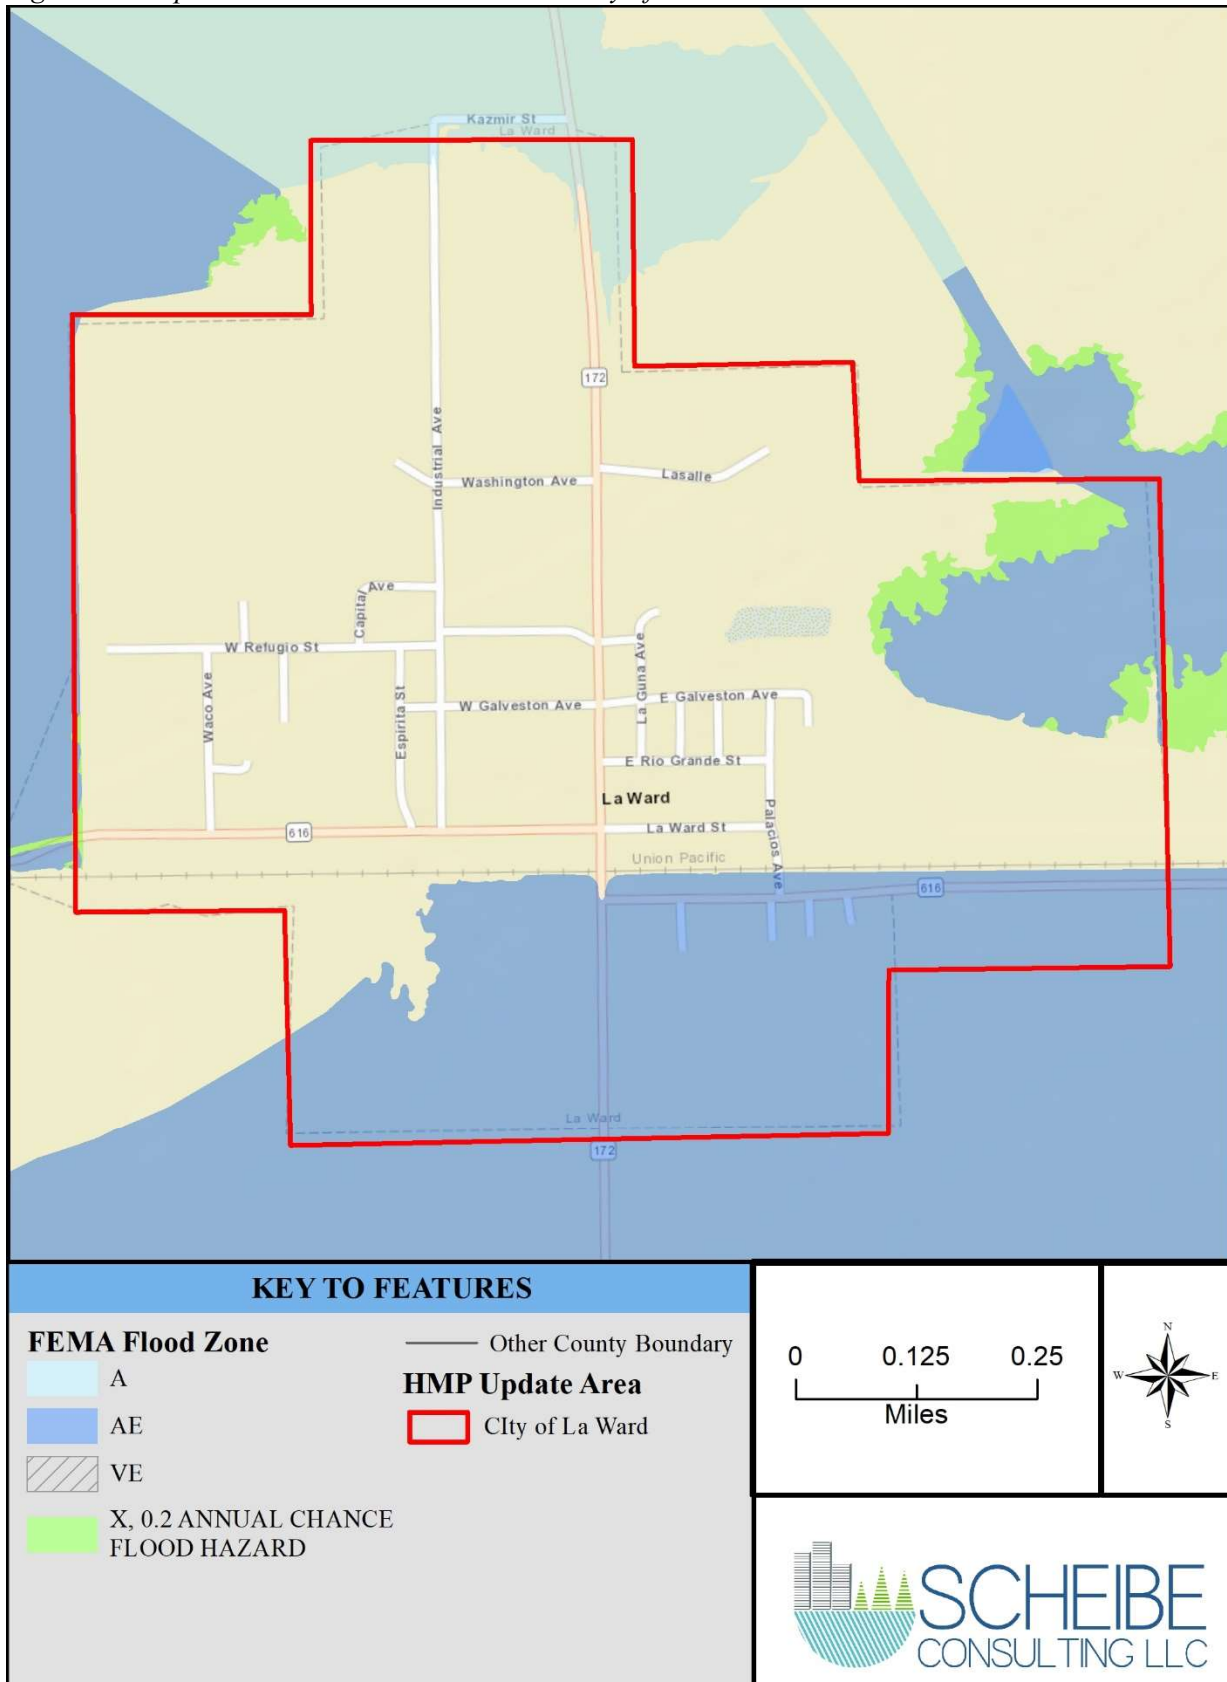 Kazmir St
La Ward
172
Industrial Ave
Washington Ave
Lasalle
Capital Ave
W Refugio St
Waco Ave
Espirita St
La Guna Ave
W Galveston Ave
E Galveston Ave
E Rio Grande St
La Ward
616
La Ward St
Palacios Ave
Union Pacific
616
La Ward
172
KEY TO FEATURES
FEMA Flood Zone
A
AE
VE
X, 0.2 ANNUAL CHANCE
FLOOD HAZARD
Other County Boundary
HMP Update Area
CIty of La Ward
0 0.125 0.25
Miles
N
W E
S
SCHEIBE
CONSULTING LLC